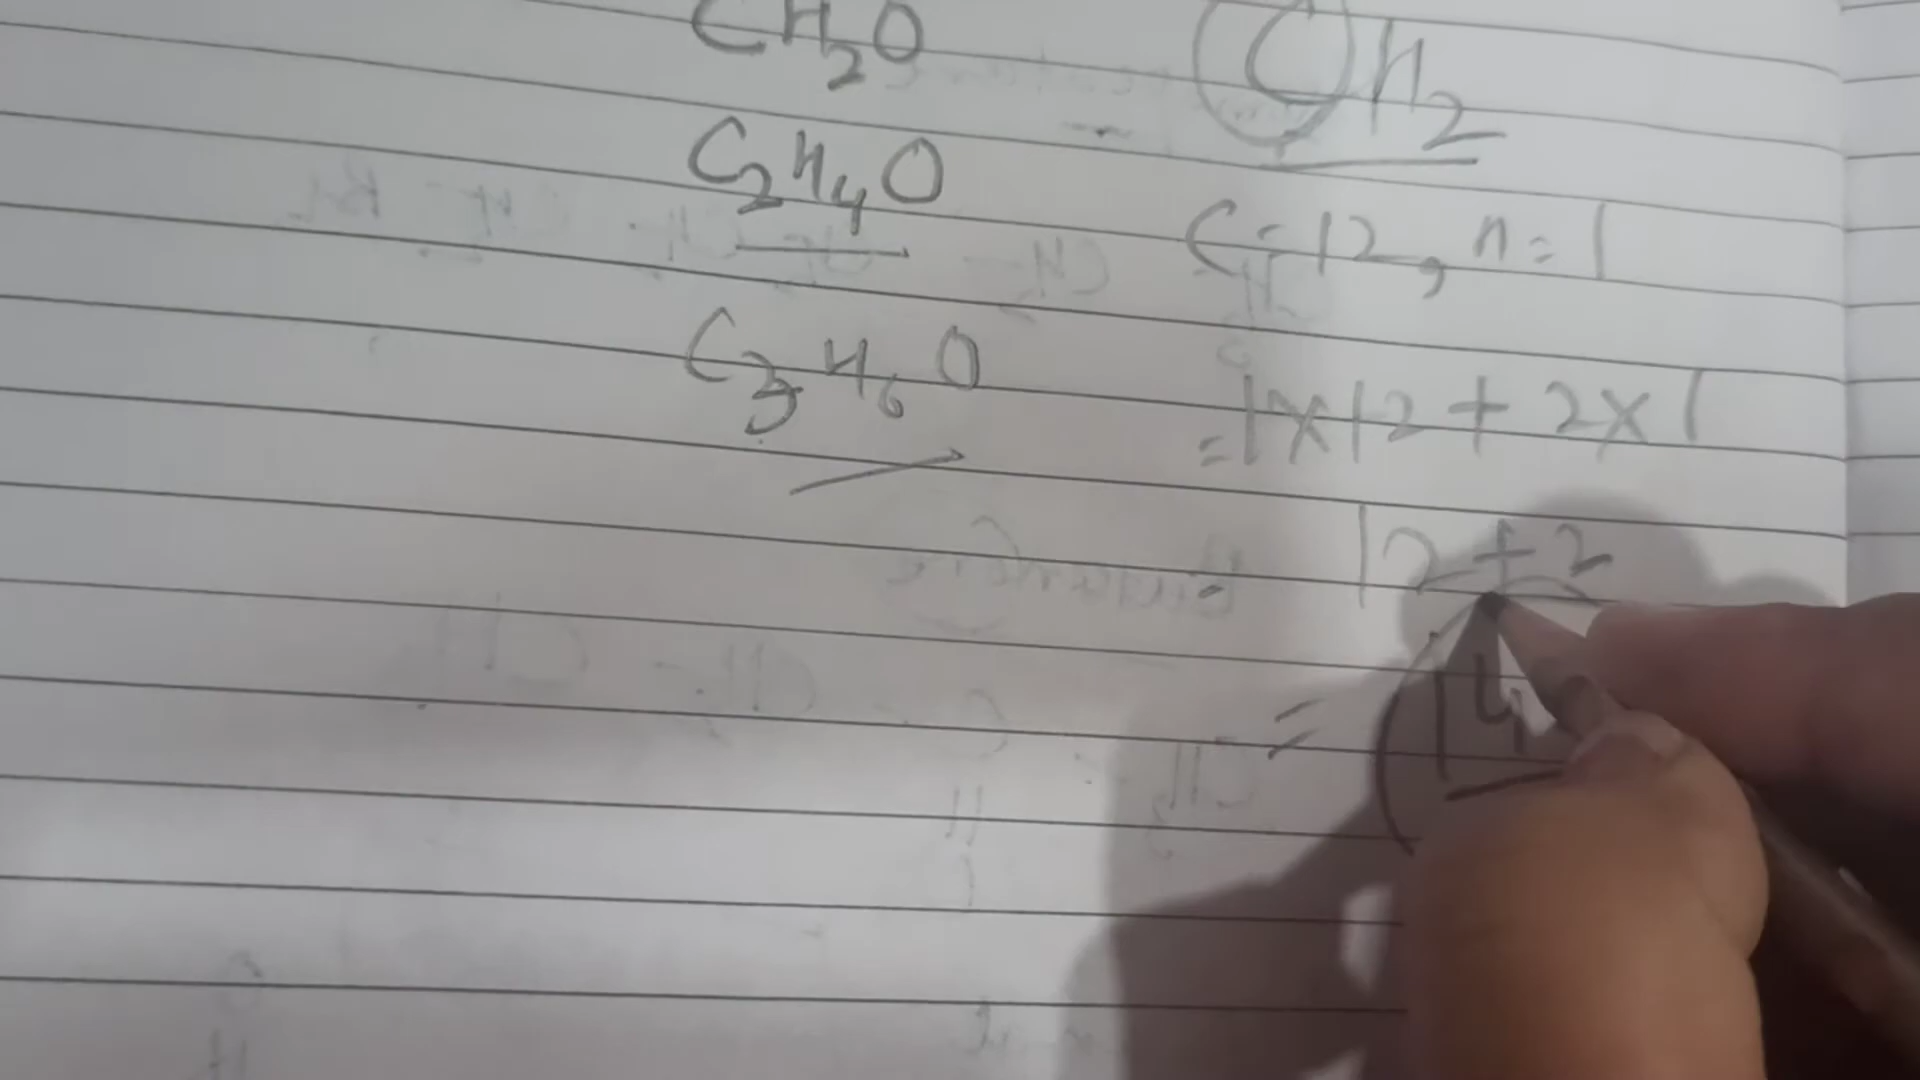 CH₂O
C₂H₄O
C₃H₆O
CH₂
C = 12, H = 1
= 1×12 + 2×1
12 + 2
= 14